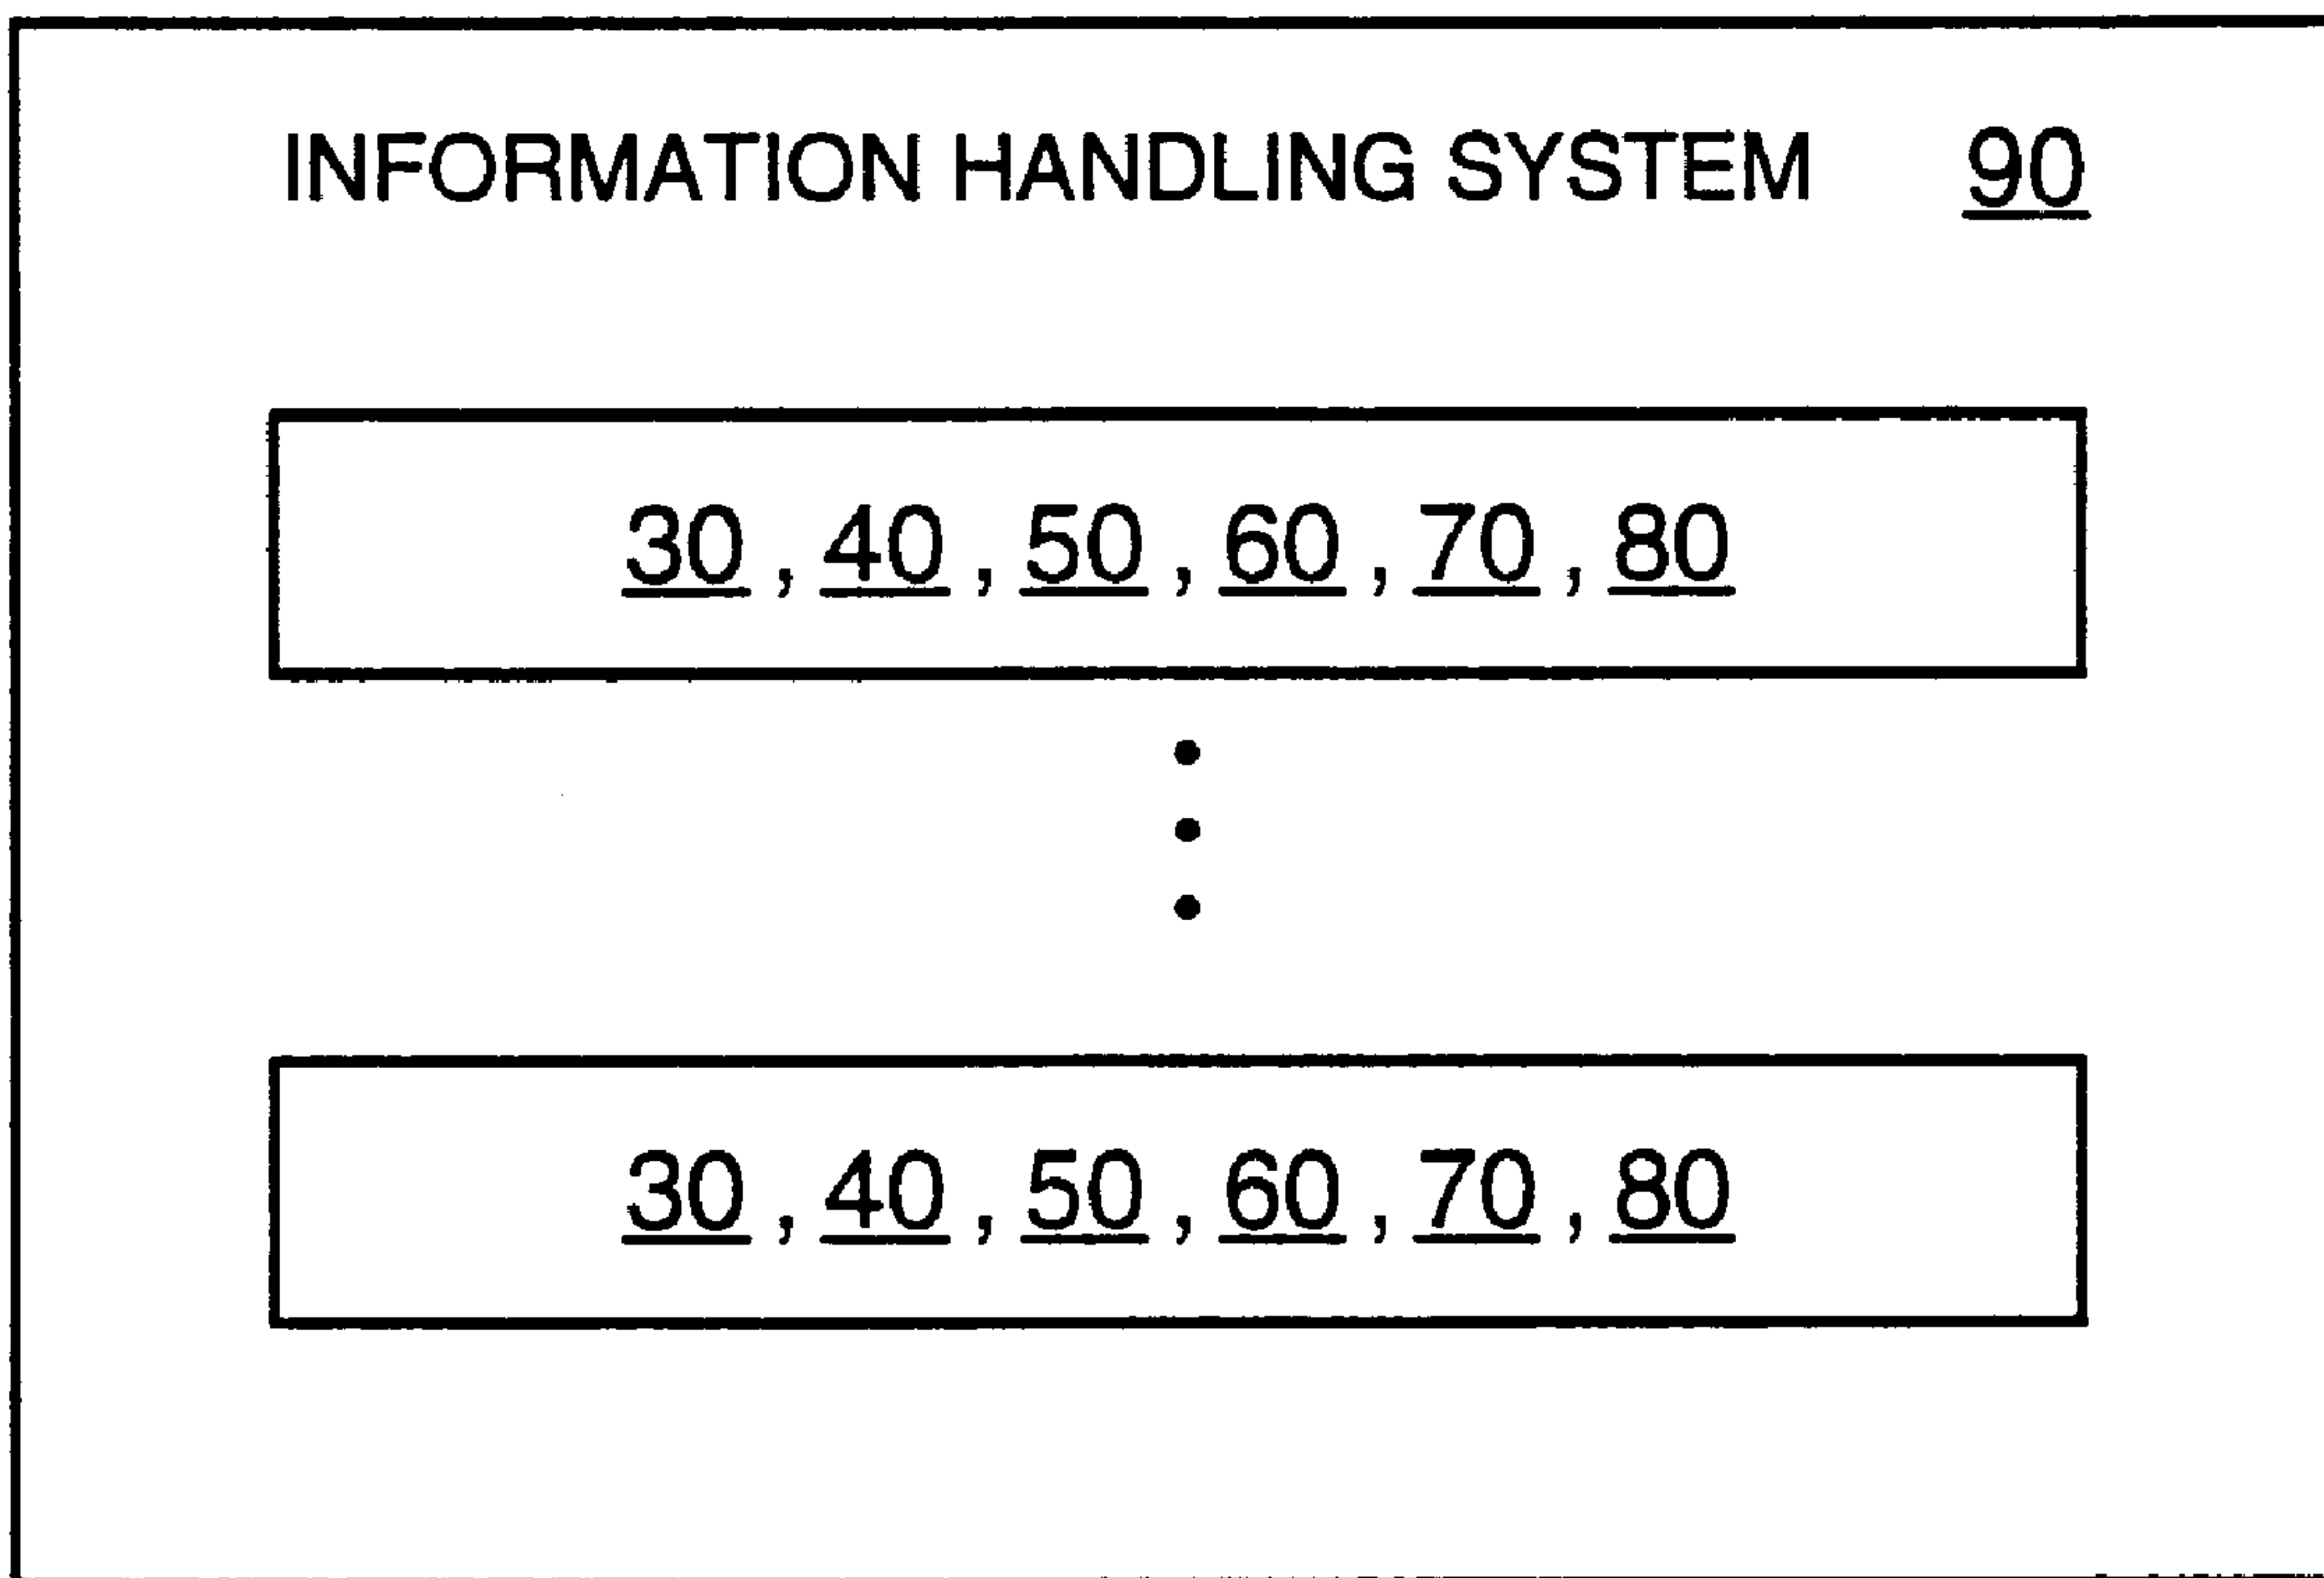 INFORMATION HANDLING SYSTEM 90
30, 40, 50, 60, 70, 80
30, 40, 50, 60, 70, 80